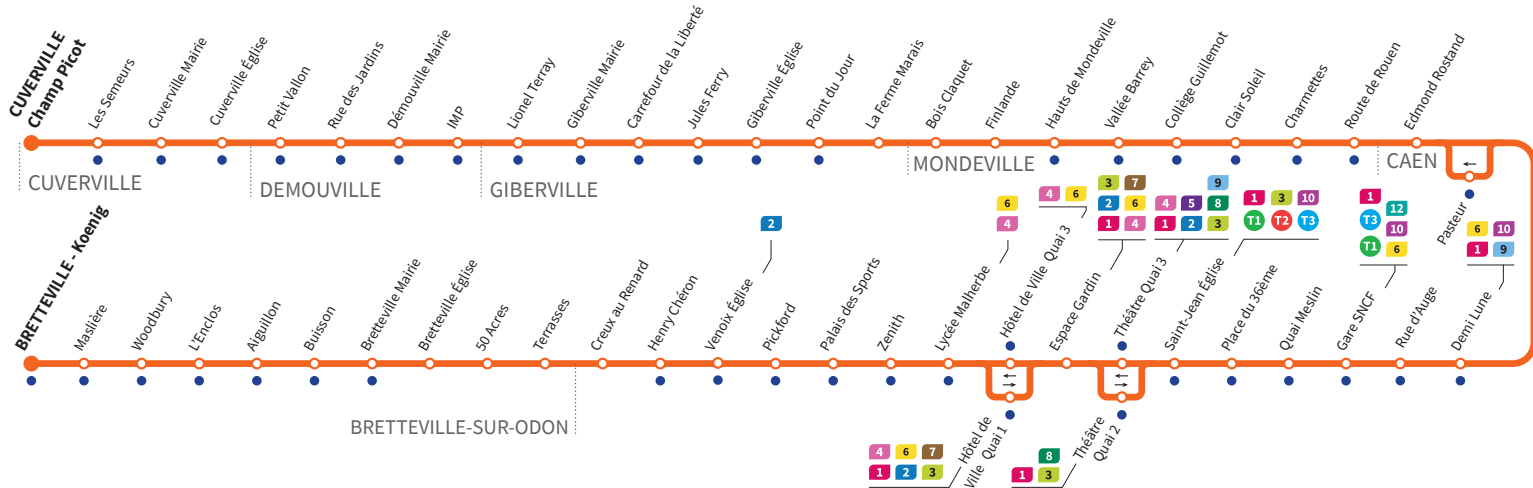 CUVERVILLE
Champ Picot
Les Semeurs
Cuverville Mairie
Cuverville Église
Petit Vallon
Rue des Jardins
Démouville Mairie
IMP
Lionel Terray
Giberville Mairie
Carrefour de la Liberté
Jules Ferry
Giberville Église
Point du Jour
La Ferme Marais
Bois Claquet
Finlande
Hauts de Mondeville
Vallée Barrey
Collège Guillemot
Clair Soleil
Charmettes
Route de Rouen
Edmond Rostand
Pasteur
CUVERVILLE
DEMOUVILLE
GIBERVILLE
MONDEVILLE
CAEN
BRETTEVILLE - Koenig
Maslière
Woodbury
L'Enclos
Aiguillon
Buisson
Bretteville Mairie
Bretteville Église
50 Acres
Terrasses
Creux au Renard
Henry Chéron
Venoix Église
2
Pickford
Palais des Sports
Zenith
Lycée Malherbe
6
4
Hôtel de Ville Quai 3
4 6
Espace Gardin
3 7
2 6
1 4
Théâtre Quai 3
9
4 5 8
1 2 3
Saint-Jean Église
1 3 10
T1 T2 T3
Place du 36ème
Quai Meslin
Gare SNCF
1
12
T3
10
T1
6
Rue d'Auge
Demi Lune
6 10
1 9
BRETTEVILLE-SUR-ODON
Hôtel de
Ville Quai 1
4 6 7
1 2 3
Théâtre
Quai 2
8
1 3